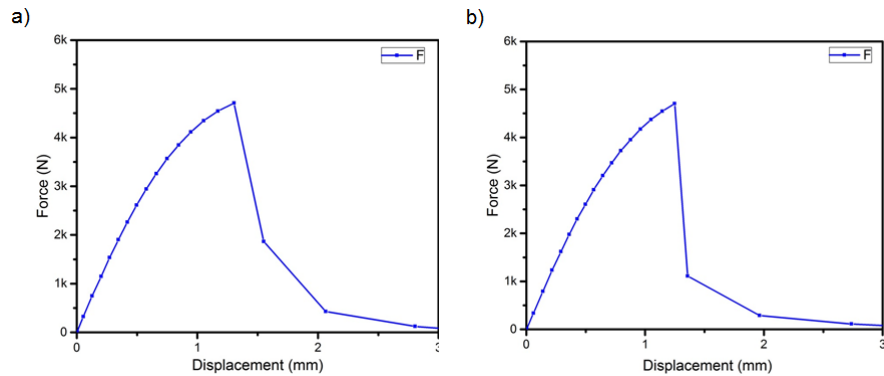 a)
6k
5k
4k
3k
2k
1k
0
Force (N)
F
0 1 2 3
Displacement (mm)
b)
6k
5k
4k
3k
2k
1k
0
Force (N)
F
0 1 2 3
Displacement (mm)